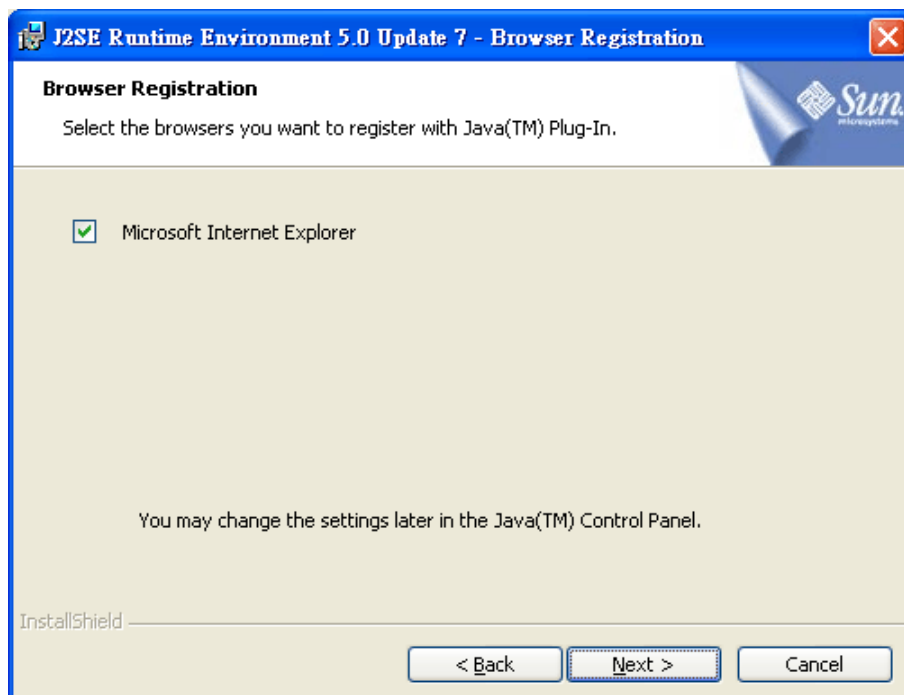 J2SE Runtime Environment 5.0 Update 7 - Browser Registration
Browser Registration
Select the browsers you want to register with Java(TM) Plug-In.
Sun
microsystems
Microsoft Internet Explorer
You may change the settings later in the Java(TM) Control Panel.
InstallShield
< Back
Next >
Cancel